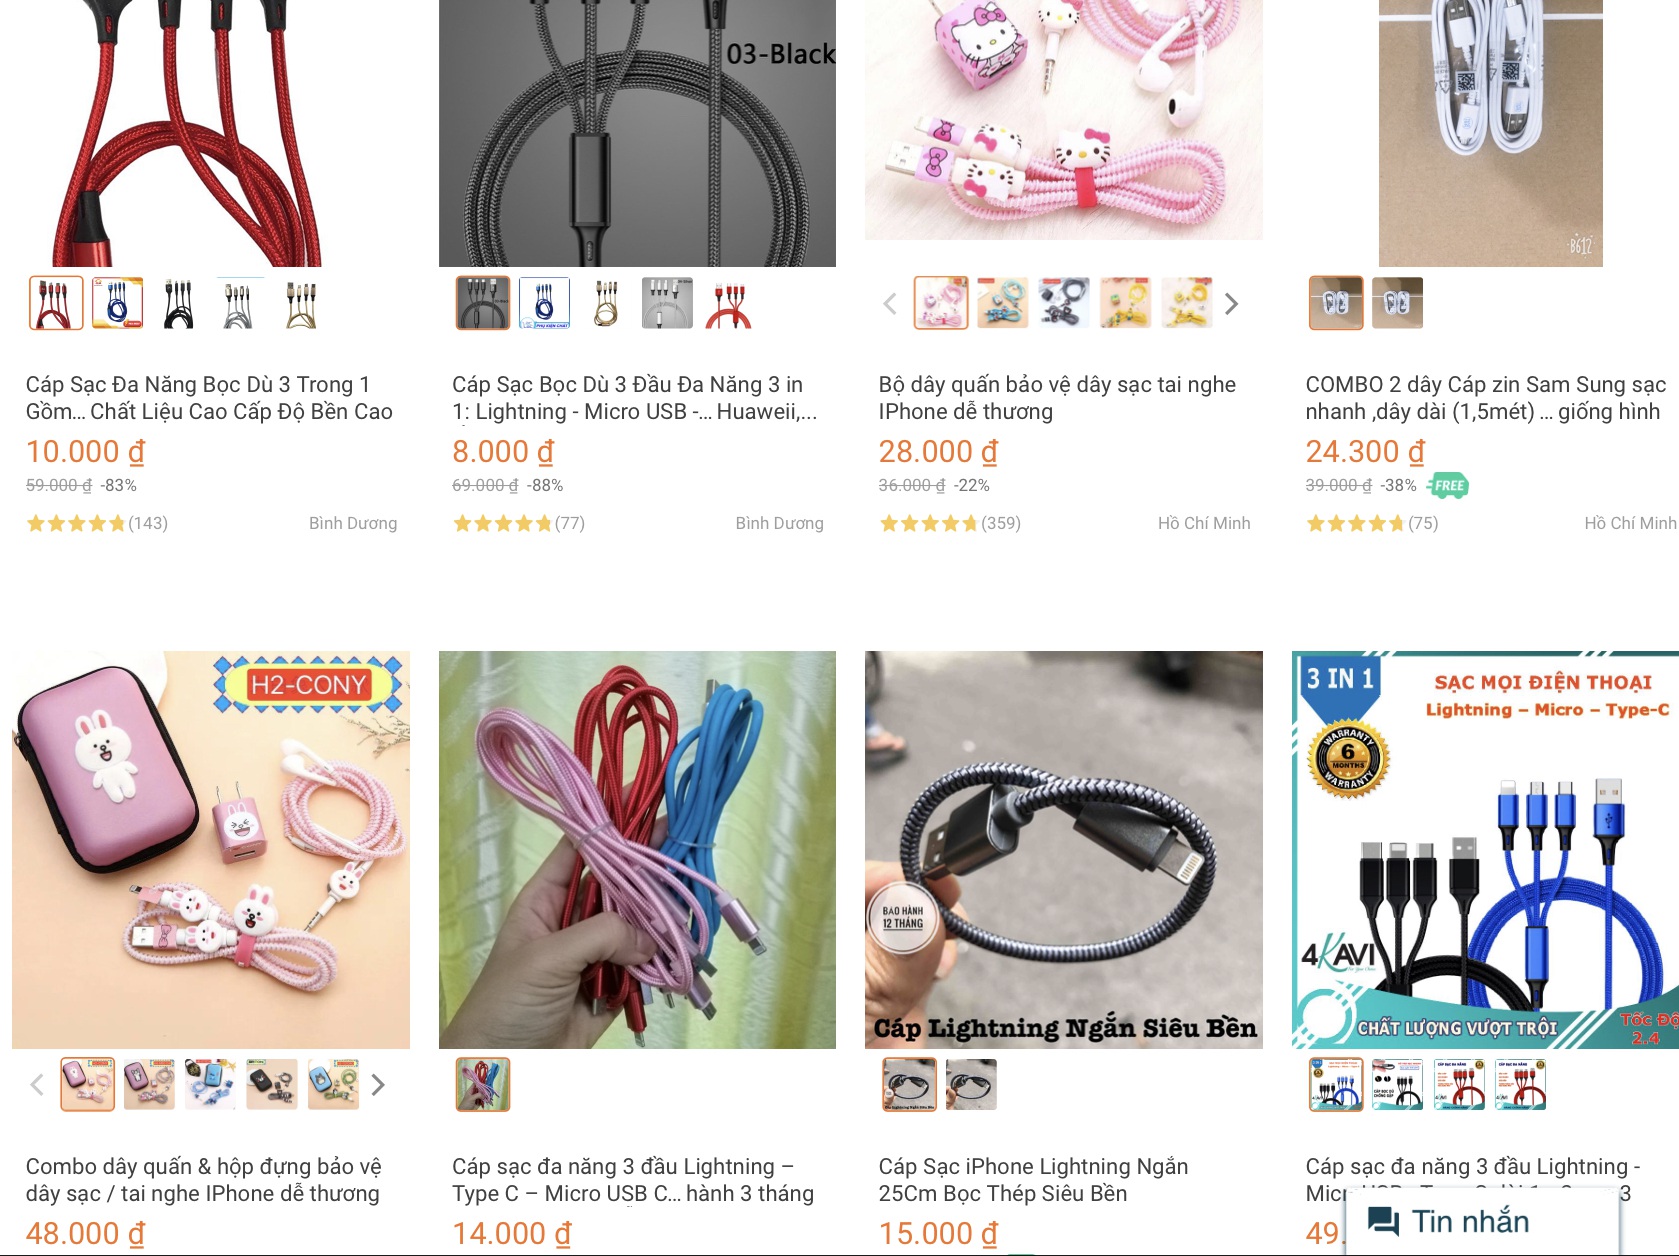 03-Black
B612
Cáp Sạc Đa Năng Bọc Dù 3 Trong 1
Gồm... Chất Liệu Cao Cấp Độ Bền Cao
10.000 ₫
59.000 ₫ -83%
(143) Bình Dương
Cáp Sạc Bọc Dù 3 Đầu Đa Năng 3 in
1: Lightning - Micro USB -... Huaweii,...
8.000 ₫
69.000 ₫ -88%
(77) Bình Dương
Bộ dây quấn bảo vệ dây sạc tai nghe
IPhone dễ thương
28.000 ₫
36.000 ₫ -22%
(359) Hồ Chí Minh
COMBO 2 dây Cáp zin Sam Sung sạc
nhanh ,dây dài (1,5mét) ... giống hình
24.300 ₫
39.000 ₫ -38% FREE
(75) Hồ Chí Minh
H2-CONY
BẢO HÀNH
12 THÁNG
Cáp Lightning Ngắn Siêu Bền
3 IN 1
SẠC MỌI ĐIỆN THOẠI
Lightning – Micro – Type-C
WARRANTY
6
MONTHS
WARRANTY
4KAVI
CHẤT LƯỢNG VƯỢT TRỘI
Tốc Độ
2.4
Combo dây quấn & hộp đựng bảo vệ
dây sạc / tai nghe IPhone dễ thương
48.000 ₫
Cáp sạc đa năng 3 đầu Lightning –
Type C – Micro USB C... hành 3 tháng
14.000 ₫
Cáp Sạc iPhone Lightning Ngắn
25Cm Bọc Thép Siêu Bền
15.000 ₫
Cáp sạc đa năng 3 đầu Lightning -
49.
Tin nhắn